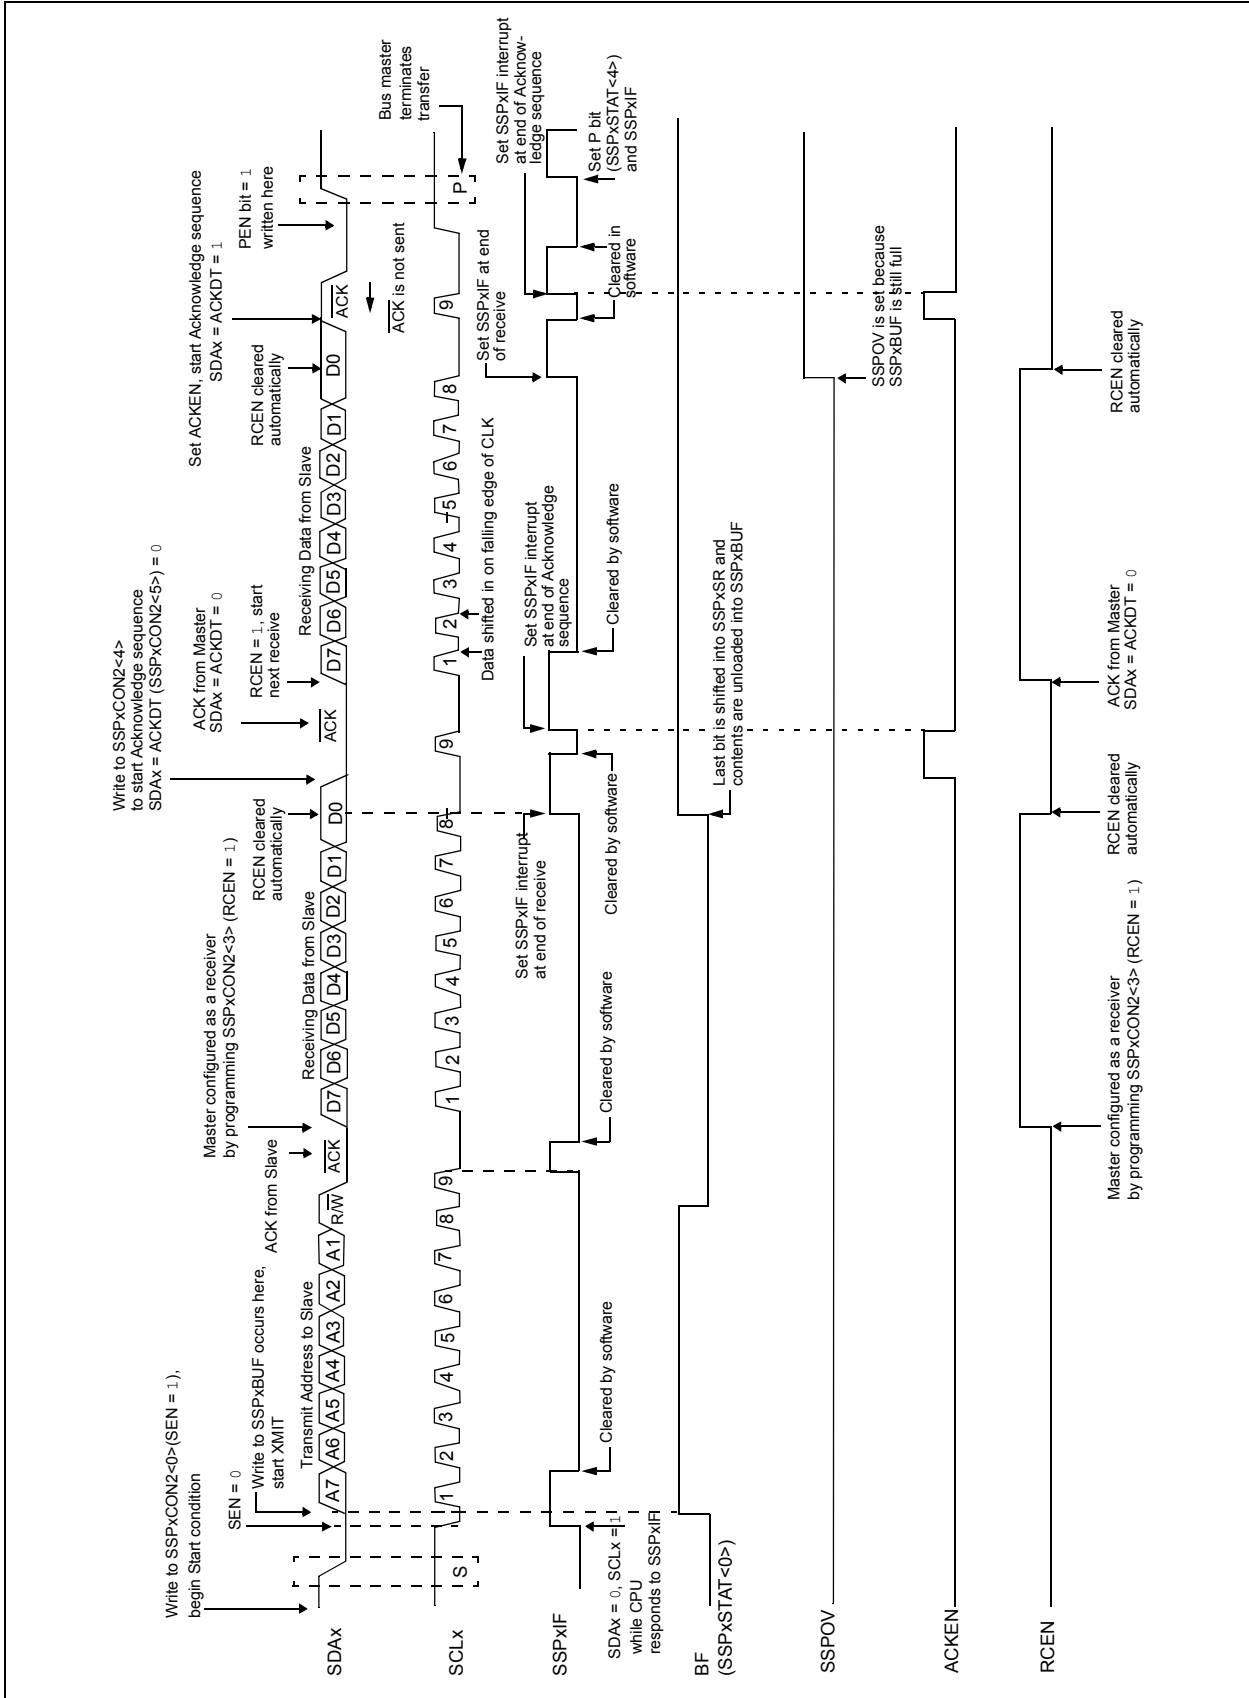 Write to SSPxCON2<0>(SEN = 1),
begin Start condition
SEN = 0
Write to SSPxBUF occurs here,
start XMIT
Transmit Address to Slave
ACK from Slave
Master configured as a receiver
by programming SSPxCON2<3> (RCEN = 1)
Receiving Data from Slave
RCEN cleared
automatically
Write to SSPxCON2<4>
to start Acknowledge sequence
SDAx = ACKDT (SSPxCON2<5>) = 0
ACK from Master
SDAx = ACKDT = 0
RCEN = 1, start
next receive
Receiving Data from Slave
RCEN cleared
automatically
Set ACKEN, start Acknowledge sequence
SDAx = ACKDT = 1
PEN bit = 1
written here
SDAx
A7 A6 A5 A4 A3 A2 A1 R/W ACK
D7 D6 D5 D4 D3 D2 D1 D0 ACK
D7 D6 D5 D4 D3 D2 D1 D0 ACK
ACK is not sent
Bus master
terminates
transfer
SCLx
S 1 2 3 4 5 6 7 8 9
1 2 3 4 5 6 7 8 9
1 2 3 4 5 6 7 8 9 P
Data shifted in on falling edge of CLK
Set SSPxIF interrupt
at end of receive
Set SSPxIF interrupt
at end of Acknowledge
sequence
Set SSPxIF at end
of receive
Set SSPxIF interrupt
at end of Acknow-
ledge sequence
SSPxIF
SDAx = 0, SCLx = 1
while CPU
responds to SSPxIF
Cleared by software
Cleared by software
Cleared by software
Cleared by software
Cleared in
software
Set P bit
(SSPxSTAT<4>)
and SSPxIF
BF
(SSPxSTAT<0>)
Last bit is shifted into SSPxSR and
contents are unloaded into SSPxBUF
SSPOV
SSPOV is set because
SSPxBUF is still full
ACKEN
RCEN
Master configured as a receiver
by programming SSPxCON2<3> (RCEN = 1)
RCEN cleared
automatically
ACK from Master
SDAx = ACKDT = 0
RCEN cleared
automatically